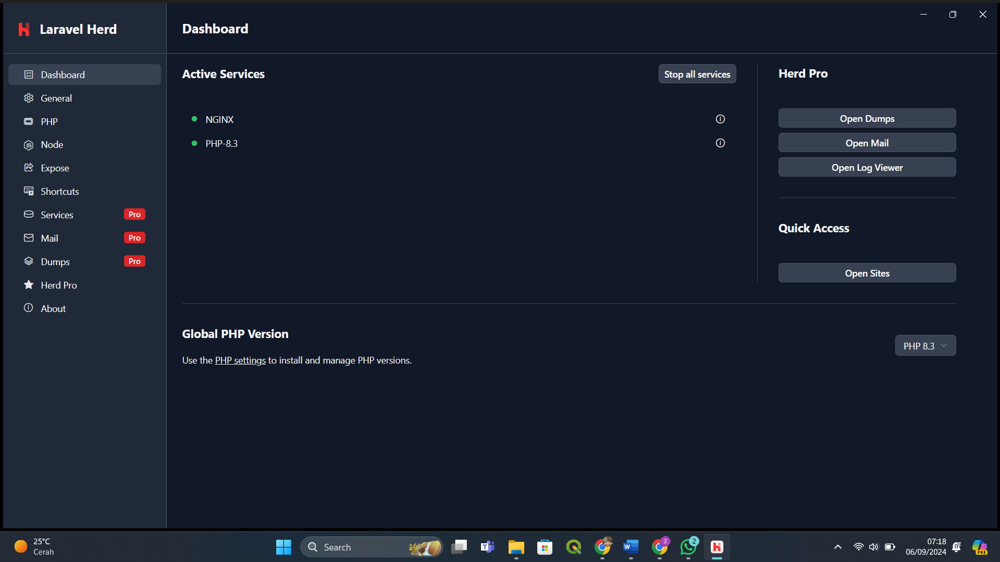 Laravel Herd
Dashboard
Dashboard
General
PHP
Node
Expose
Shortcuts
Services Pro
Mail Pro
Dumps Pro
Herd Pro
About
Active Services
Stop all services
NGINX
PHP-8.3
Herd Pro
Open Dumps
Open Mail
Open Log Viewer
Quick Access
Open Sites
Global PHP Version
Use the PHP settings to install and manage PHP versions.
PHP 8.3
25°C
Cerah
Search
Z
2
07:18
06/09/2024
PRE